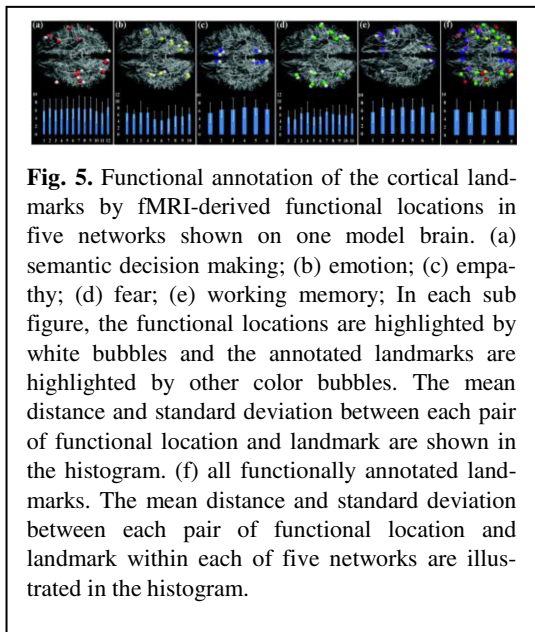 (a) (b) (c) (d) (e) (f)
Fig. 5. Functional annotation of the cortical land-
marks by fMRI-derived functional locations in
five networks shown on one model brain. (a)
semantic decision making; (b) emotion; (c) empa-
thy; (d) fear; (e) working memory; In each sub
figure, the functional locations are highlighted by
white bubbles and the annotated landmarks are
highlighted by other color bubbles. The mean
distance and standard deviation between each pair
of functional location and landmark are shown in
the histogram. (f) all functionally annotated land-
marks. The mean distance and standard deviation
between each pair of functional location and
landmark within each of five networks are illus-
trated in the histogram.